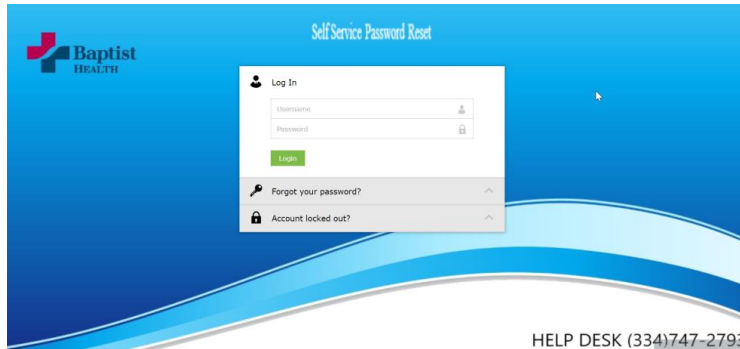 Self Service Password Reset
Baptist
HEALTH
Log In
Username
Password
Login
Forgot your password?
Account locked out?
HELP DESK (334)747-2793